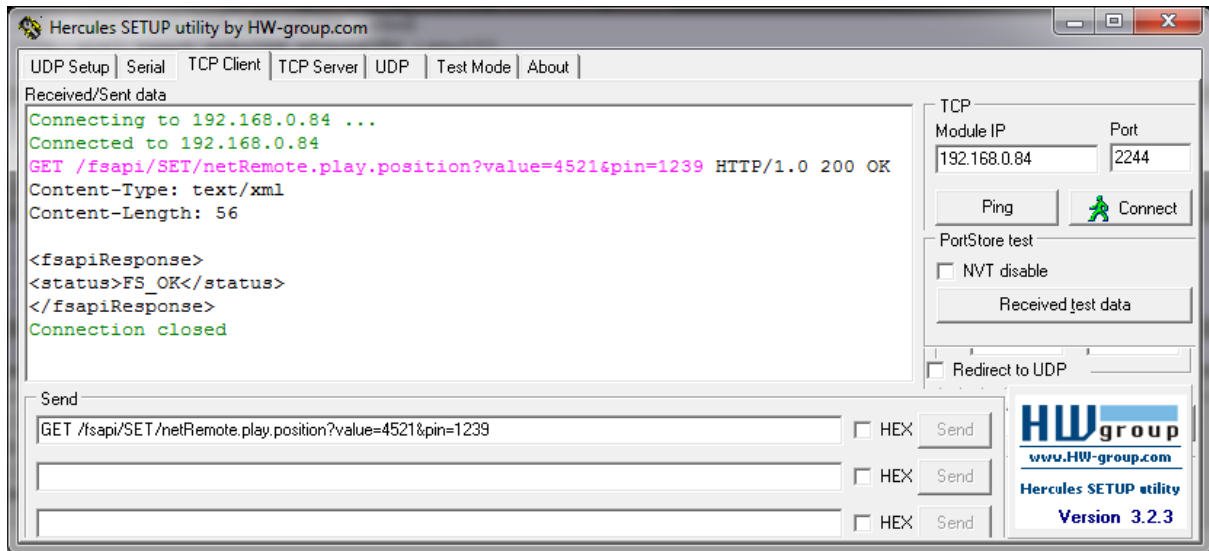 Hercules SETUP utility by HW-group.com
UDP Setup Serial TCP Client TCP Server UDP Test Mode About
Received/Sent data
Connecting to 192.168.0.84 ...
Connected to 192.168.0.84
GET /fsapi/SET/netRemote.play.position?value=4521&pin=1239 HTTP/1.0 200 OK
Content-Type: text/xml
Content-Length: 56
<fsapiResponse>
<status>FS_OK</status>
</fsapiResponse>
Connection closed
TCP
Module IP Port
192.168.0.84 2244
Ping Connect
PortStore test
NVT disable
Received test data
Redirect to UDP
Send
GET /fsapi/SET/netRemote.play.position?value=4521&pin=1239 HEX Send
HEX Send
HEX Send
HW group
www.HW-group.com
Hercules SETUP utility
Version 3.2.3